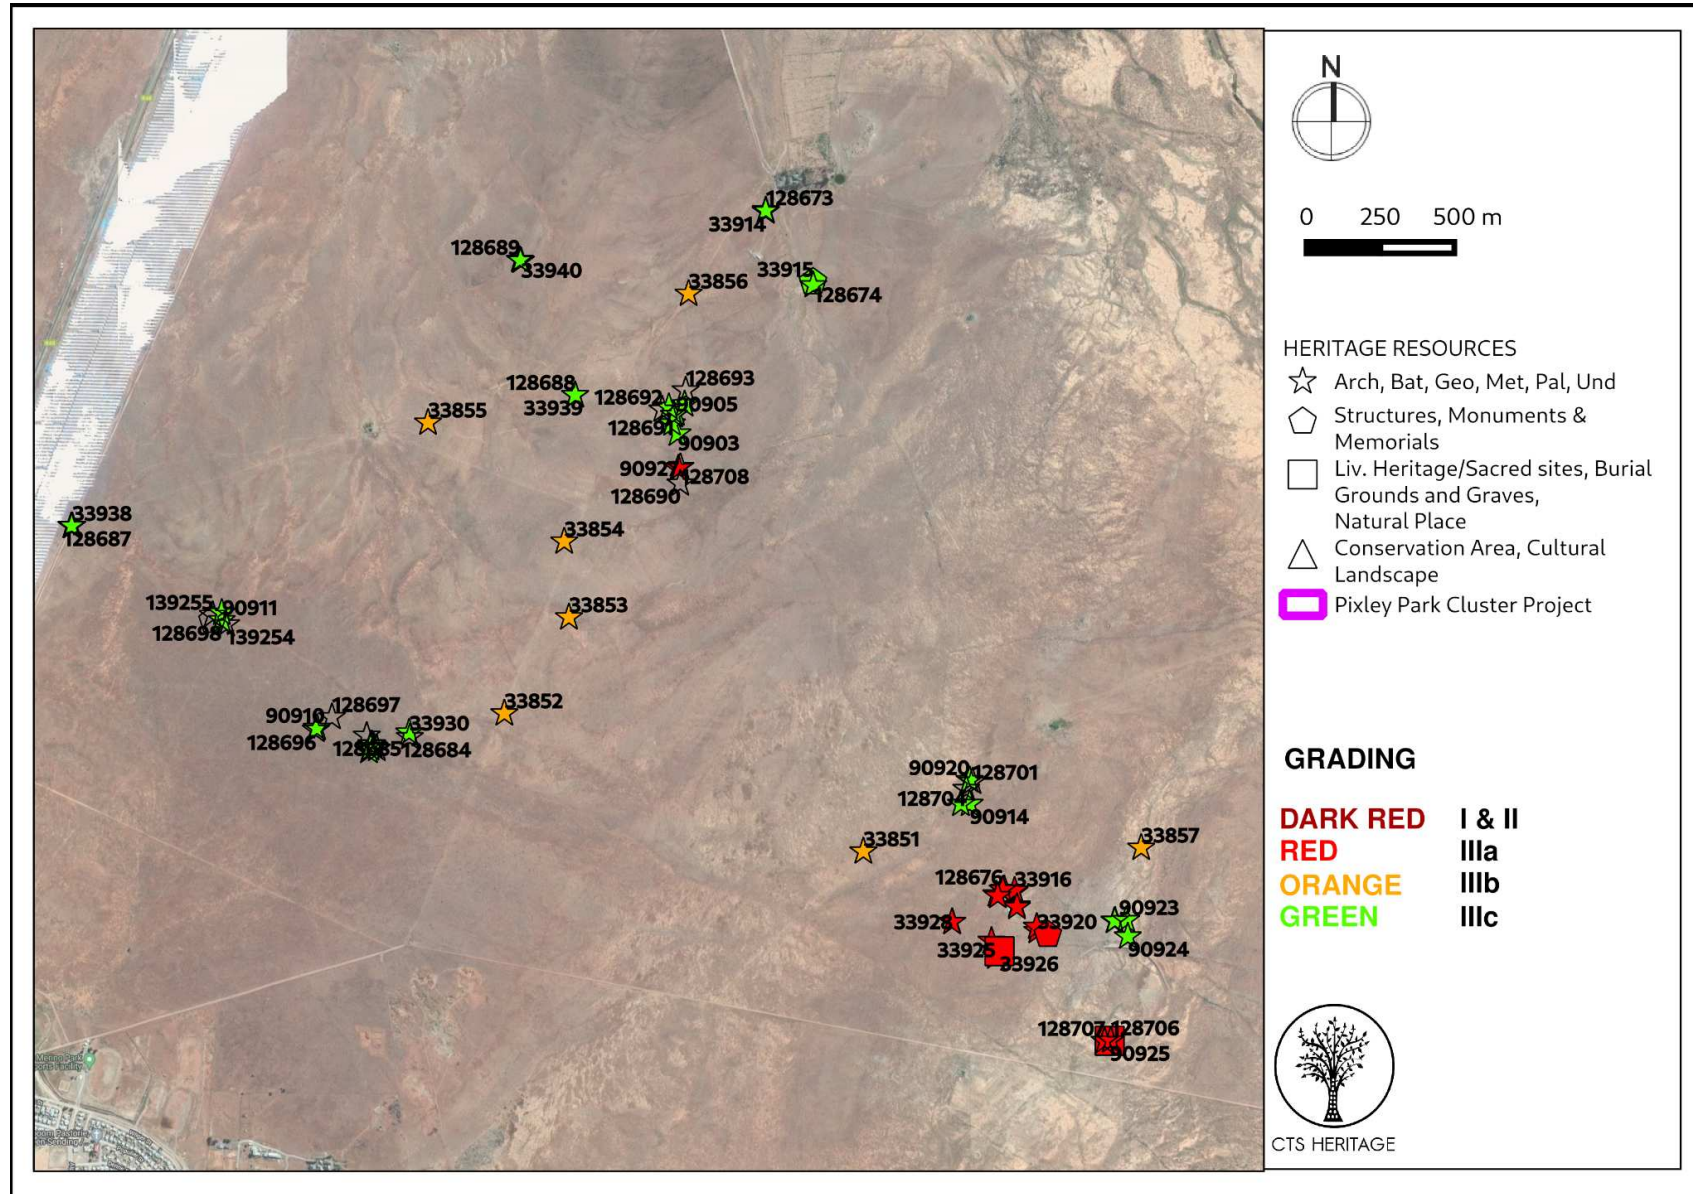 N
0 250 500 m
HERITAGE RESOURCES
Arch, Bat, Geo, Met, Pal, Und
Structures, Monuments &
Memorials
Liv. Heritage/Sacred sites, Burial
Grounds and Graves,
Natural Place
Conservation Area, Cultural
Landscape
Pixley Park Cluster Project
GRADING
DARK RED I & II
RED IIIa
ORANGE IIIb
GREEN IIIc
CTS HERITAGE
128673
33914
128689
33940
33915
128674
33856
128693
128688
128692
90905
33939
33855
90903
128708
128690
33938
128687
33854
139255
90911
33853
128698
139254
128697
33852
90910
33930
128696
128684
90920
128701
128704
90914
33851
33857
128676
33916
90923
33928
33920
33925
90924
33926
128707
128706
90925